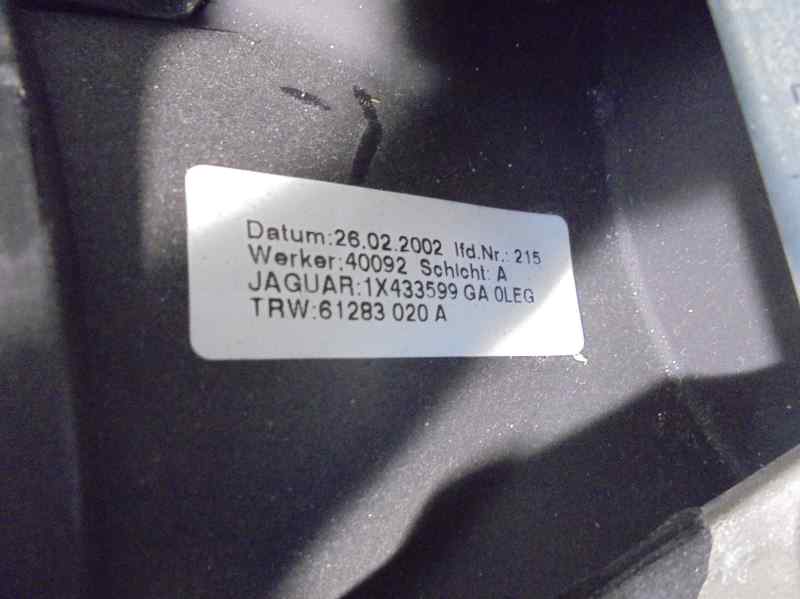 Datum:26.02.2002 lfd.Nr.: 215
Werker:40092 Schicht: A
JAGUAR:1X433599 GA 0LEG
TRW:61283 020 A